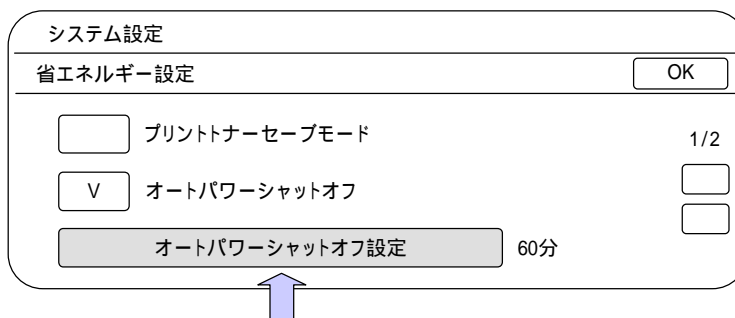 システム設定
省エネルギー設定
OK
プリントトナーセーブモード
1/2
V
オートパワーシャットオフ
オートパワーシャットオフ設定
60分